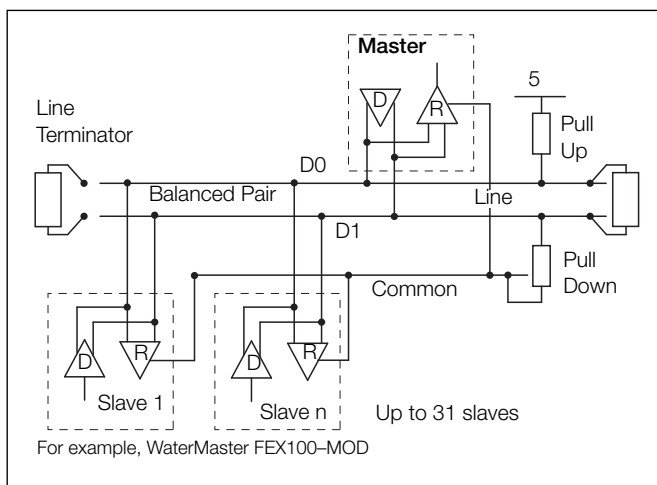 Master
D
R
5
Pull
Up
Line
Terminator
D0
Balanced Pair
Line
D1
Pull
Down
Common
D
R
Slave 1
D
R
Slave n
Up to 31 slaves
For example, WaterMaster FEX100–MOD